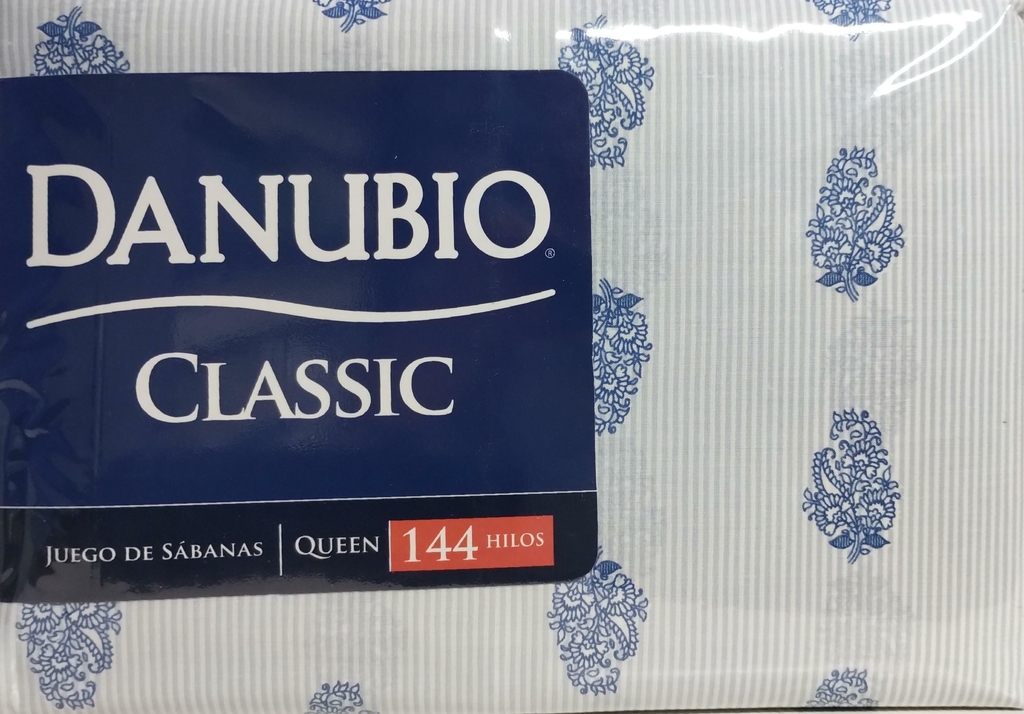 DANUBIO®
CLASSIC
JUEGO DE SÁBANAS QUEEN 144 HILOS